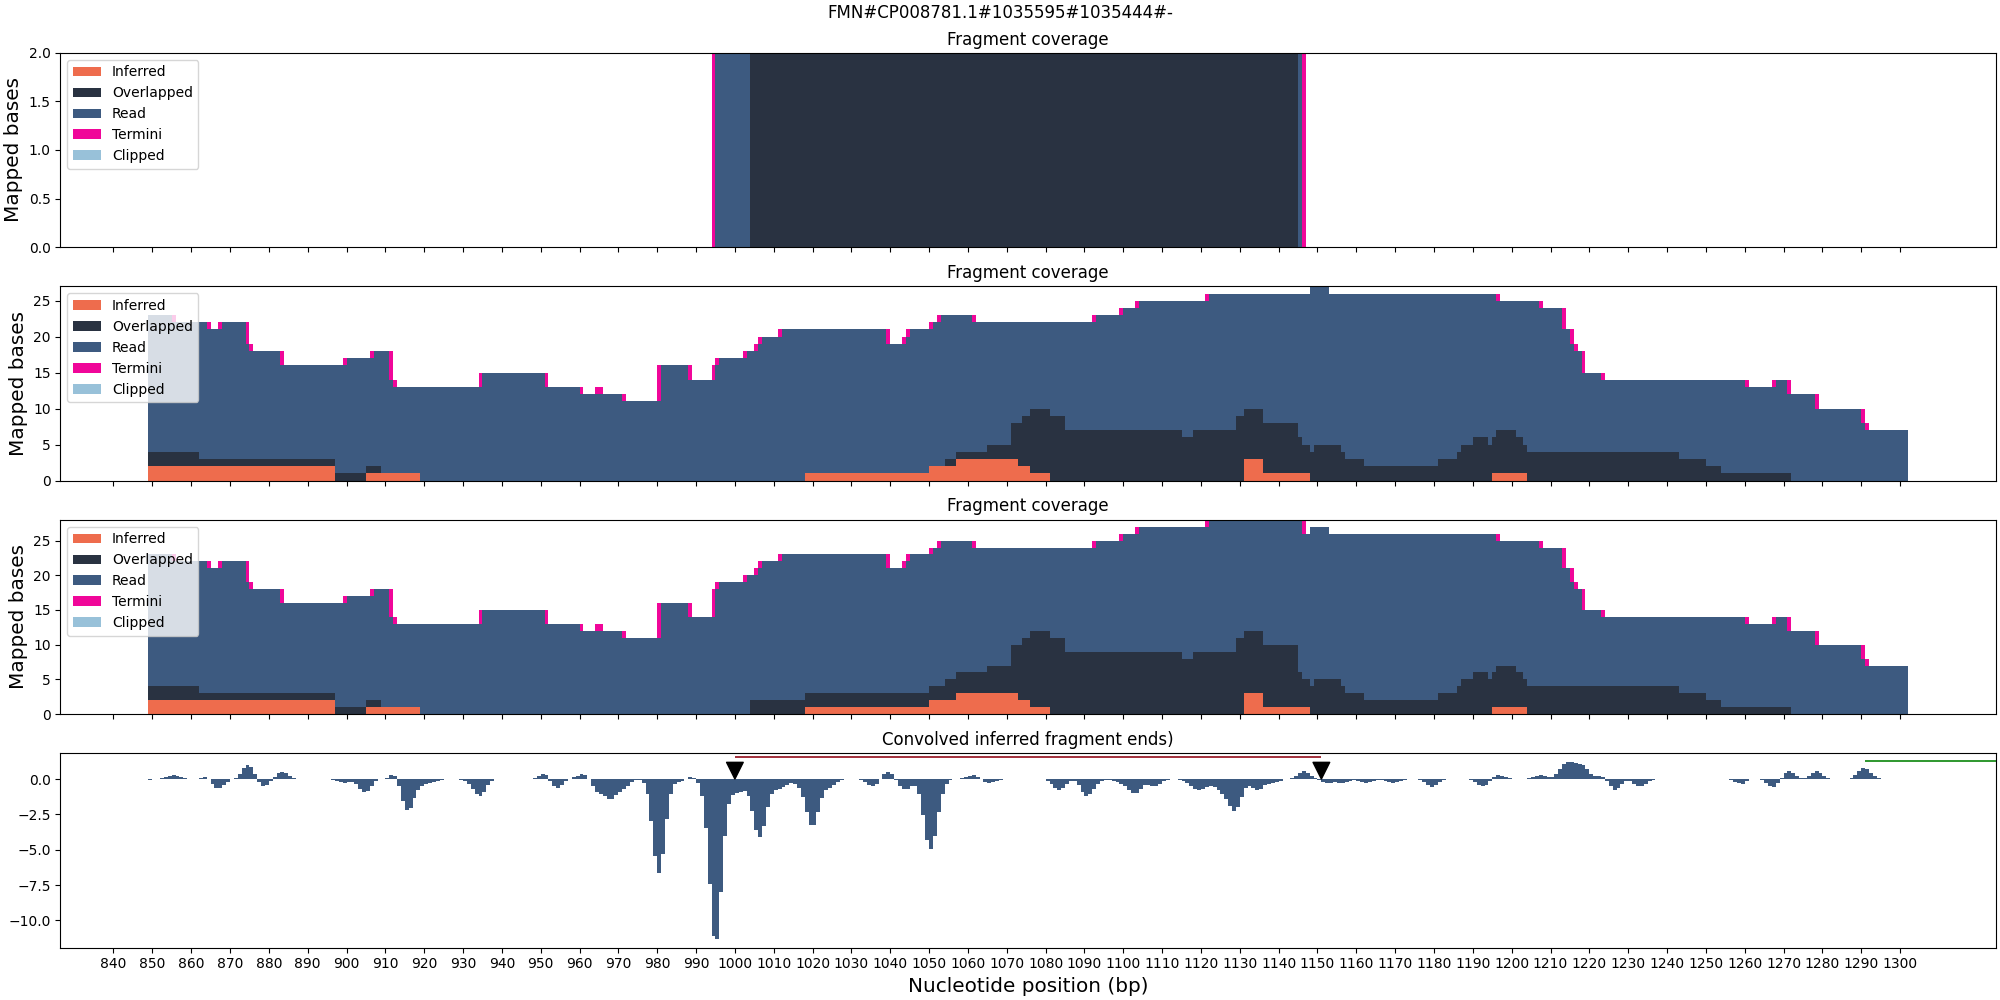 FMN#CP008781.1#1035595#1035444#-
Fragment coverage
Mapped bases
2.0
1.5
1.0
0.5
0.0
Inferred
Overlapped
Read
Termini
Clipped
Fragment coverage
Mapped bases
25
20
15
10
5
0
Inferred
Overlapped
Read
Termini
Clipped
Fragment coverage
Mapped bases
25
20
15
10
5
0
Inferred
Overlapped
Read
Termini
Clipped
Convolved inferred fragment ends)
0.0
−2.5
−5.0
−7.5
−10.0
840 850 860 870 880 890 900 910 920 930 940 950 960 970 980 990 1000 1010 1020 1030 1040 1050 1060 1070 1080 1090 1100 1110 1120 1130 1140 1150 1160 1170 1180 1190 1200 1210 1220 1230 1240 1250 1260 1270 1280 1290 1300
Nucleotide position (bp)